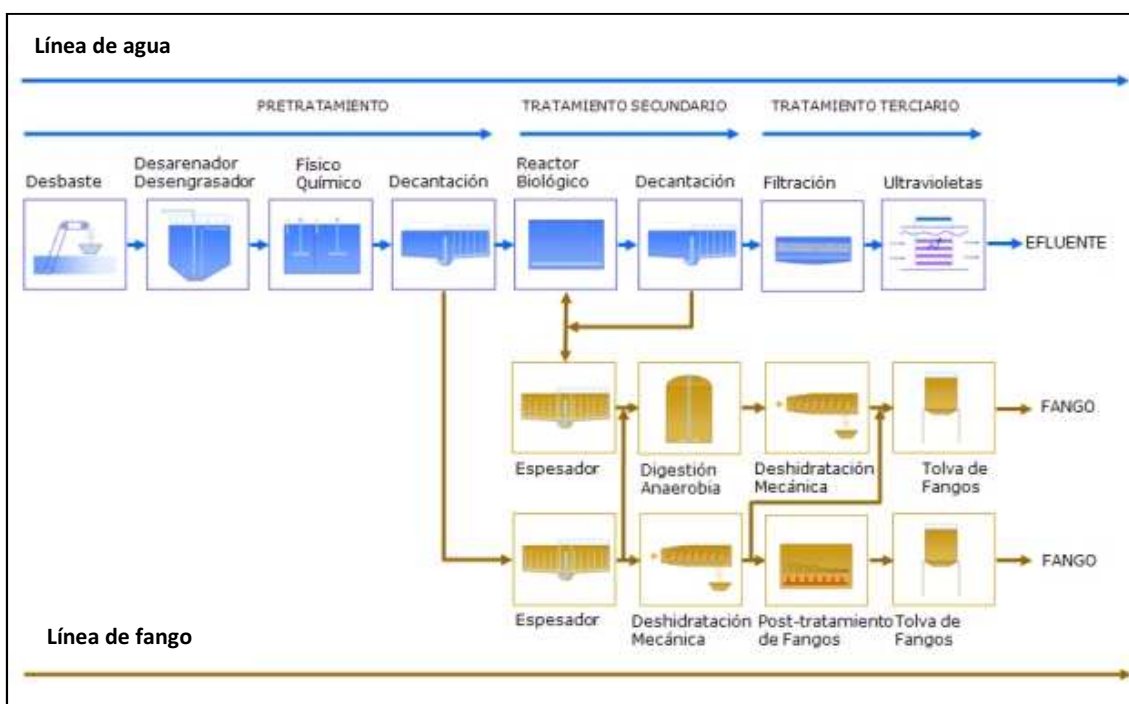 Línea de agua
PRETRATAMIENTO
TRATAMIENTO SECUNDARIO
TRATAMIENTO TERCIARIO
Desbaste
Desarenador
Desengrasador
Físico
Químico
Decantación
Reactor
Biológico
Decantación
Filtración
Ultravioletas
EFLUENTE
Espesador
Digestión
Anaerobia
Deshidratación
Mecánica
Tolva de
Fangos
FANGO
Espesador
Deshidratación
Mecánica
Post-tratamiento
de Fangos
Tolva de
Fangos
FANGO
Línea de fango